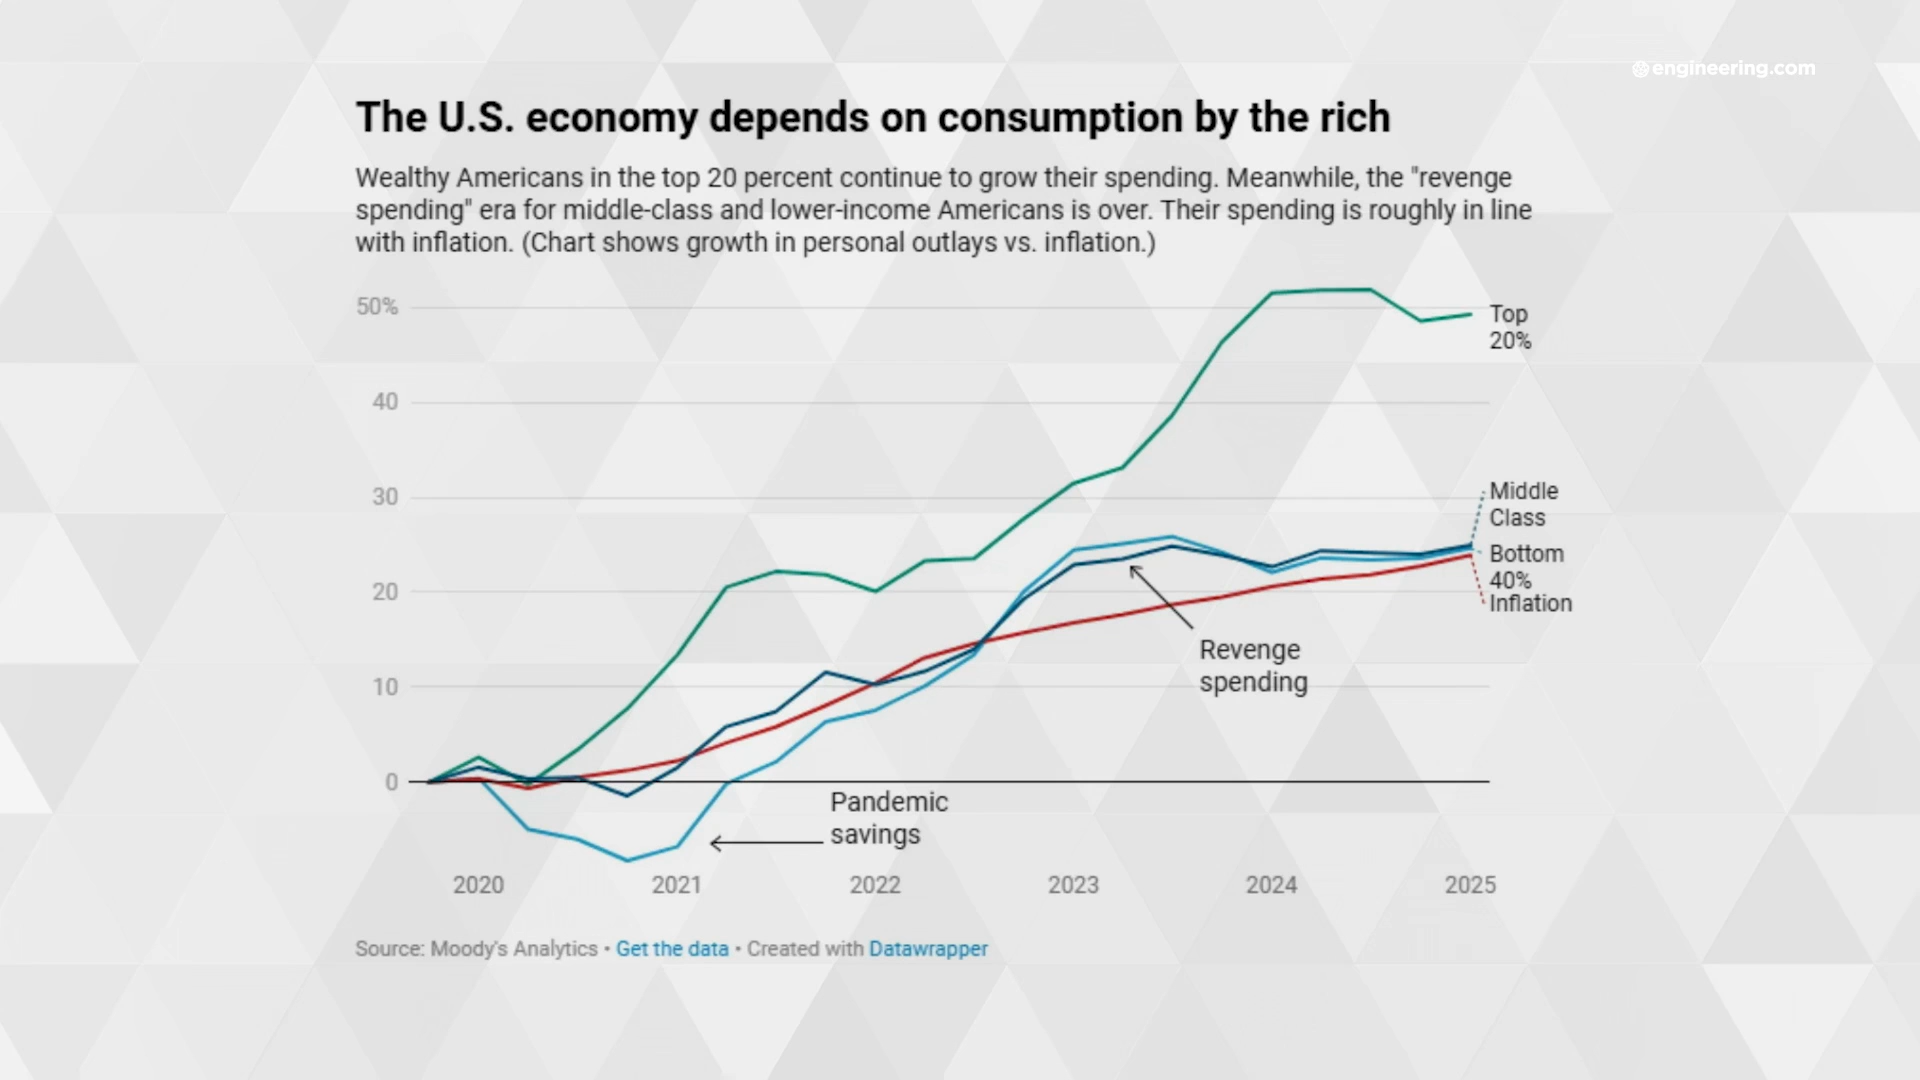 engineering.com
The U.S. economy depends on consumption by the rich
Wealthy Americans in the top 20 percent continue to grow their spending. Meanwhile, the "revenge
spending" era for middle-class and lower-income Americans is over. Their spending is roughly in line
with inflation. (Chart shows growth in personal outlays vs. inflation.)
50%
Top
20%
40
30
Middle
Class
Bottom
40%
20
Inflation
Revenge
spending
10
0
Pandemic
savings
2020 2021 2022 2023 2024 2025
Source: Moody's Analytics • Get the data • Created with Datawrapper